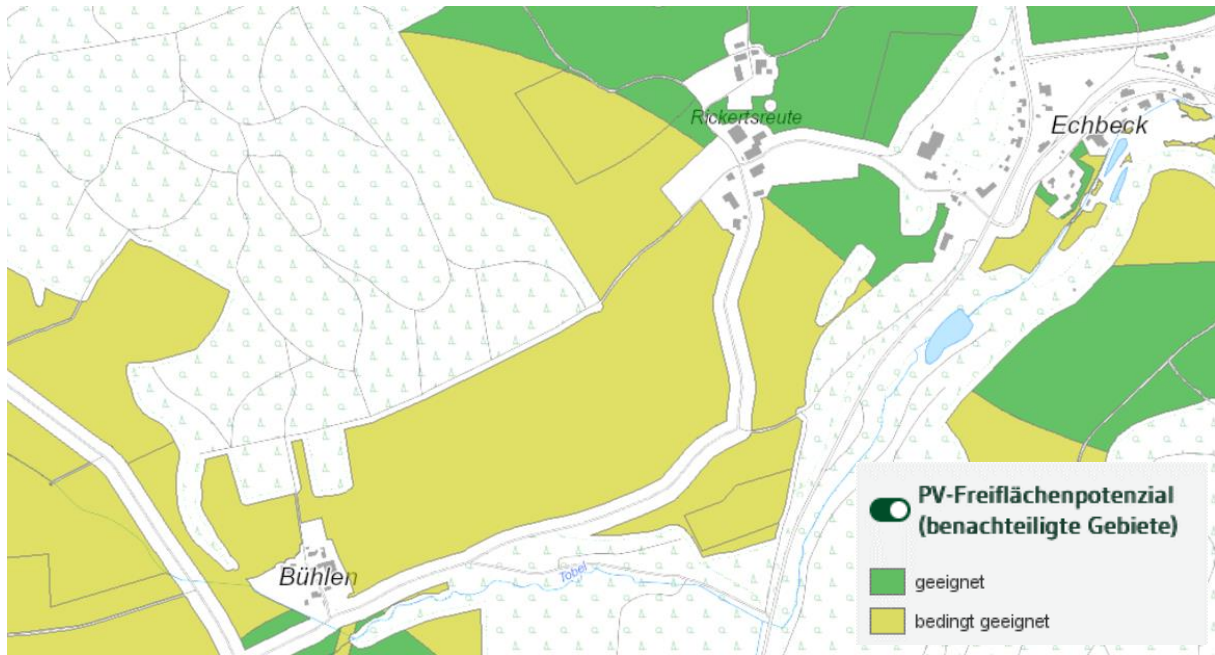 Rickertsreute
Echbeck
Bühlen
Tobel
PV-Freiflächenpotenzial
(benachteiligte Gebiete)
geeignet
bedingt geeignet